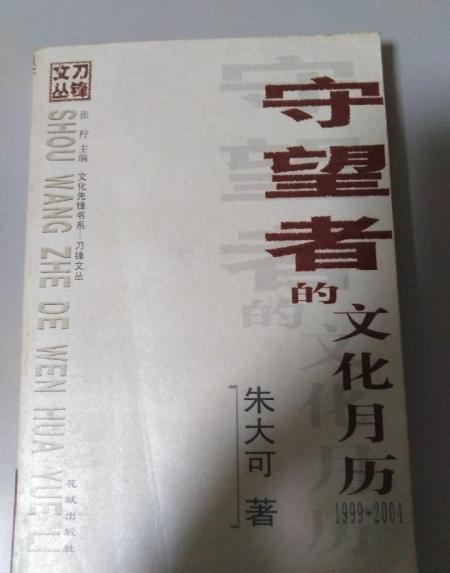 刀锋文丛
张柠 主编
文化先锋书系—刀锋文丛
SHOU WANG ZHE DE WEN HUA YUE LI
花城出版社
守望者
的
文化月历
1999~2004
朱大可 著